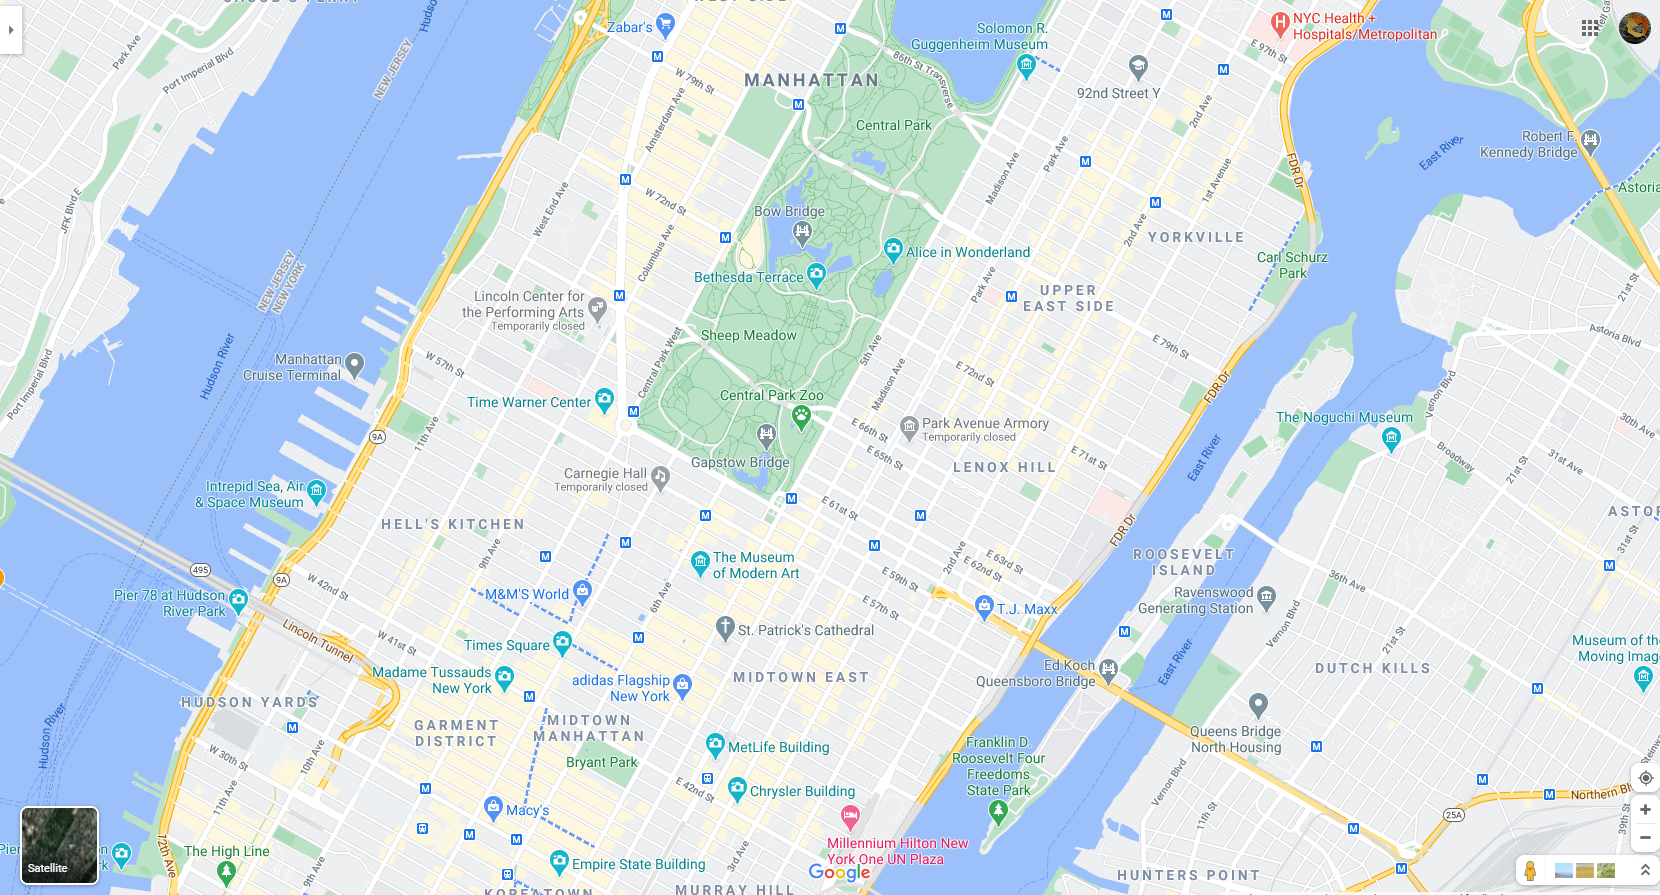 Zabar's
Solomon R.
Guggenheim Museum
NYC Health +
Hospitals/Metropolitan
E 97th St
Park Ave
Port Imperial Blvd
NEW JERSEY
W 79th St
MANHATTAN
86th St Transverse
92nd Street Y
2nd Ave
Amsterdam Ave
Central Park
Robert F.
Kennedy Bridge
East River
FDR Dr
Madison Ave
Park Ave
1st Avenue
Astoria
JFK Blvd E
West End Ave
W 72nd St
Bow Bridge
Columbus Ave
2nd Ave
YORKVILLE
Alice in Wonderland
Bethesda Terrace
Carl Schurz
Park
NEW JERSEY
NEW YORK
Park Ave
UPPER
EAST SIDE
21st St
Lincoln Center for
the Performing Arts
Temporarily closed
Sheep Meadow
Astoria Blvd
E 79th St
5th Ave
Hudson River
Manhattan
Cruise Terminal
W 57th St
Central Park West
Port Imperial Blvd
E 72nd St
Madison Ave
FDR Dr
Central Park Zoo
Time Warner Center
Vernon Blvd
The Noguchi Museum
30th Ave
Park Avenue Armory
Temporarily closed
9A
11th Ave
E 66th St
E 65th St
E 71st St
East River
Broadway
31st Ave
21st St
Gapstow Bridge
LENOX HILL
Carnegie Hall
Temporarily closed
Intrepid Sea, Air
& Space Museum
E 61st St
HELL'S KITCHEN
FDR Dr
ASTOR
9th Ave
The Museum
of Modern Art
2nd Ave
E 63rd St
E 62nd St
ROOSEVELT
ISLAND
495
9A
W 42nd St
E 59th St
36th Ave
M&M'S World
6th Ave
E 57th St
T.J. Maxx
Ravenswood
Generating Station
Pier 78 at Hudson
River Park
Lincoln Tunnel
W 41st St
Times Square
St. Patrick's Cathedral
Vernon Blvd
21st St
East River
Museum of the
Moving Imag
Madame Tussauds
New York
adidas Flagship
New York
MIDTOWN EAST
Ed Koch
Queensboro Bridge
DUTCH KILLS
HUDSON YARDS
Hudson River
GARMENT
DISTRICT
MIDTOWN
MANHATTAN
W 30th St
10th Ave
MetLife Building
Franklin D.
Roosevelt Four
Freedoms
State Park
Queens Bridge
North Housing
Bryant Park
E 42nd St
Chrysler Building
Vernon Blvd
Northern Bl
11th Ave
Macy's
25A
39th St
12th Ave
Millennium Hilton New
York One UN Plaza
The High Line
Satellite
Empire State Building
3rd Ave
Google
HUNTERS POINT
KOREATOWN
MURRAY HILL